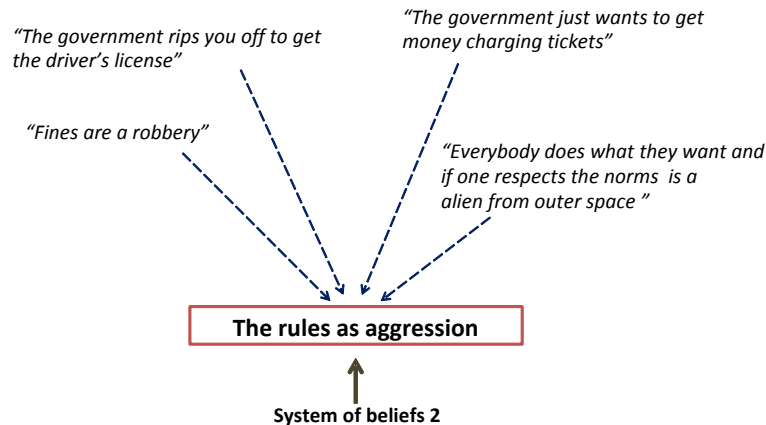 “The government rips you off to get
the driver’s license”
“The government just wants to get
money charging tickets”
“Fines are a robbery”
“Everybody does what they want and
if one respects the norms is a
alien from outer space ”
The rules as aggression
System of beliefs 2